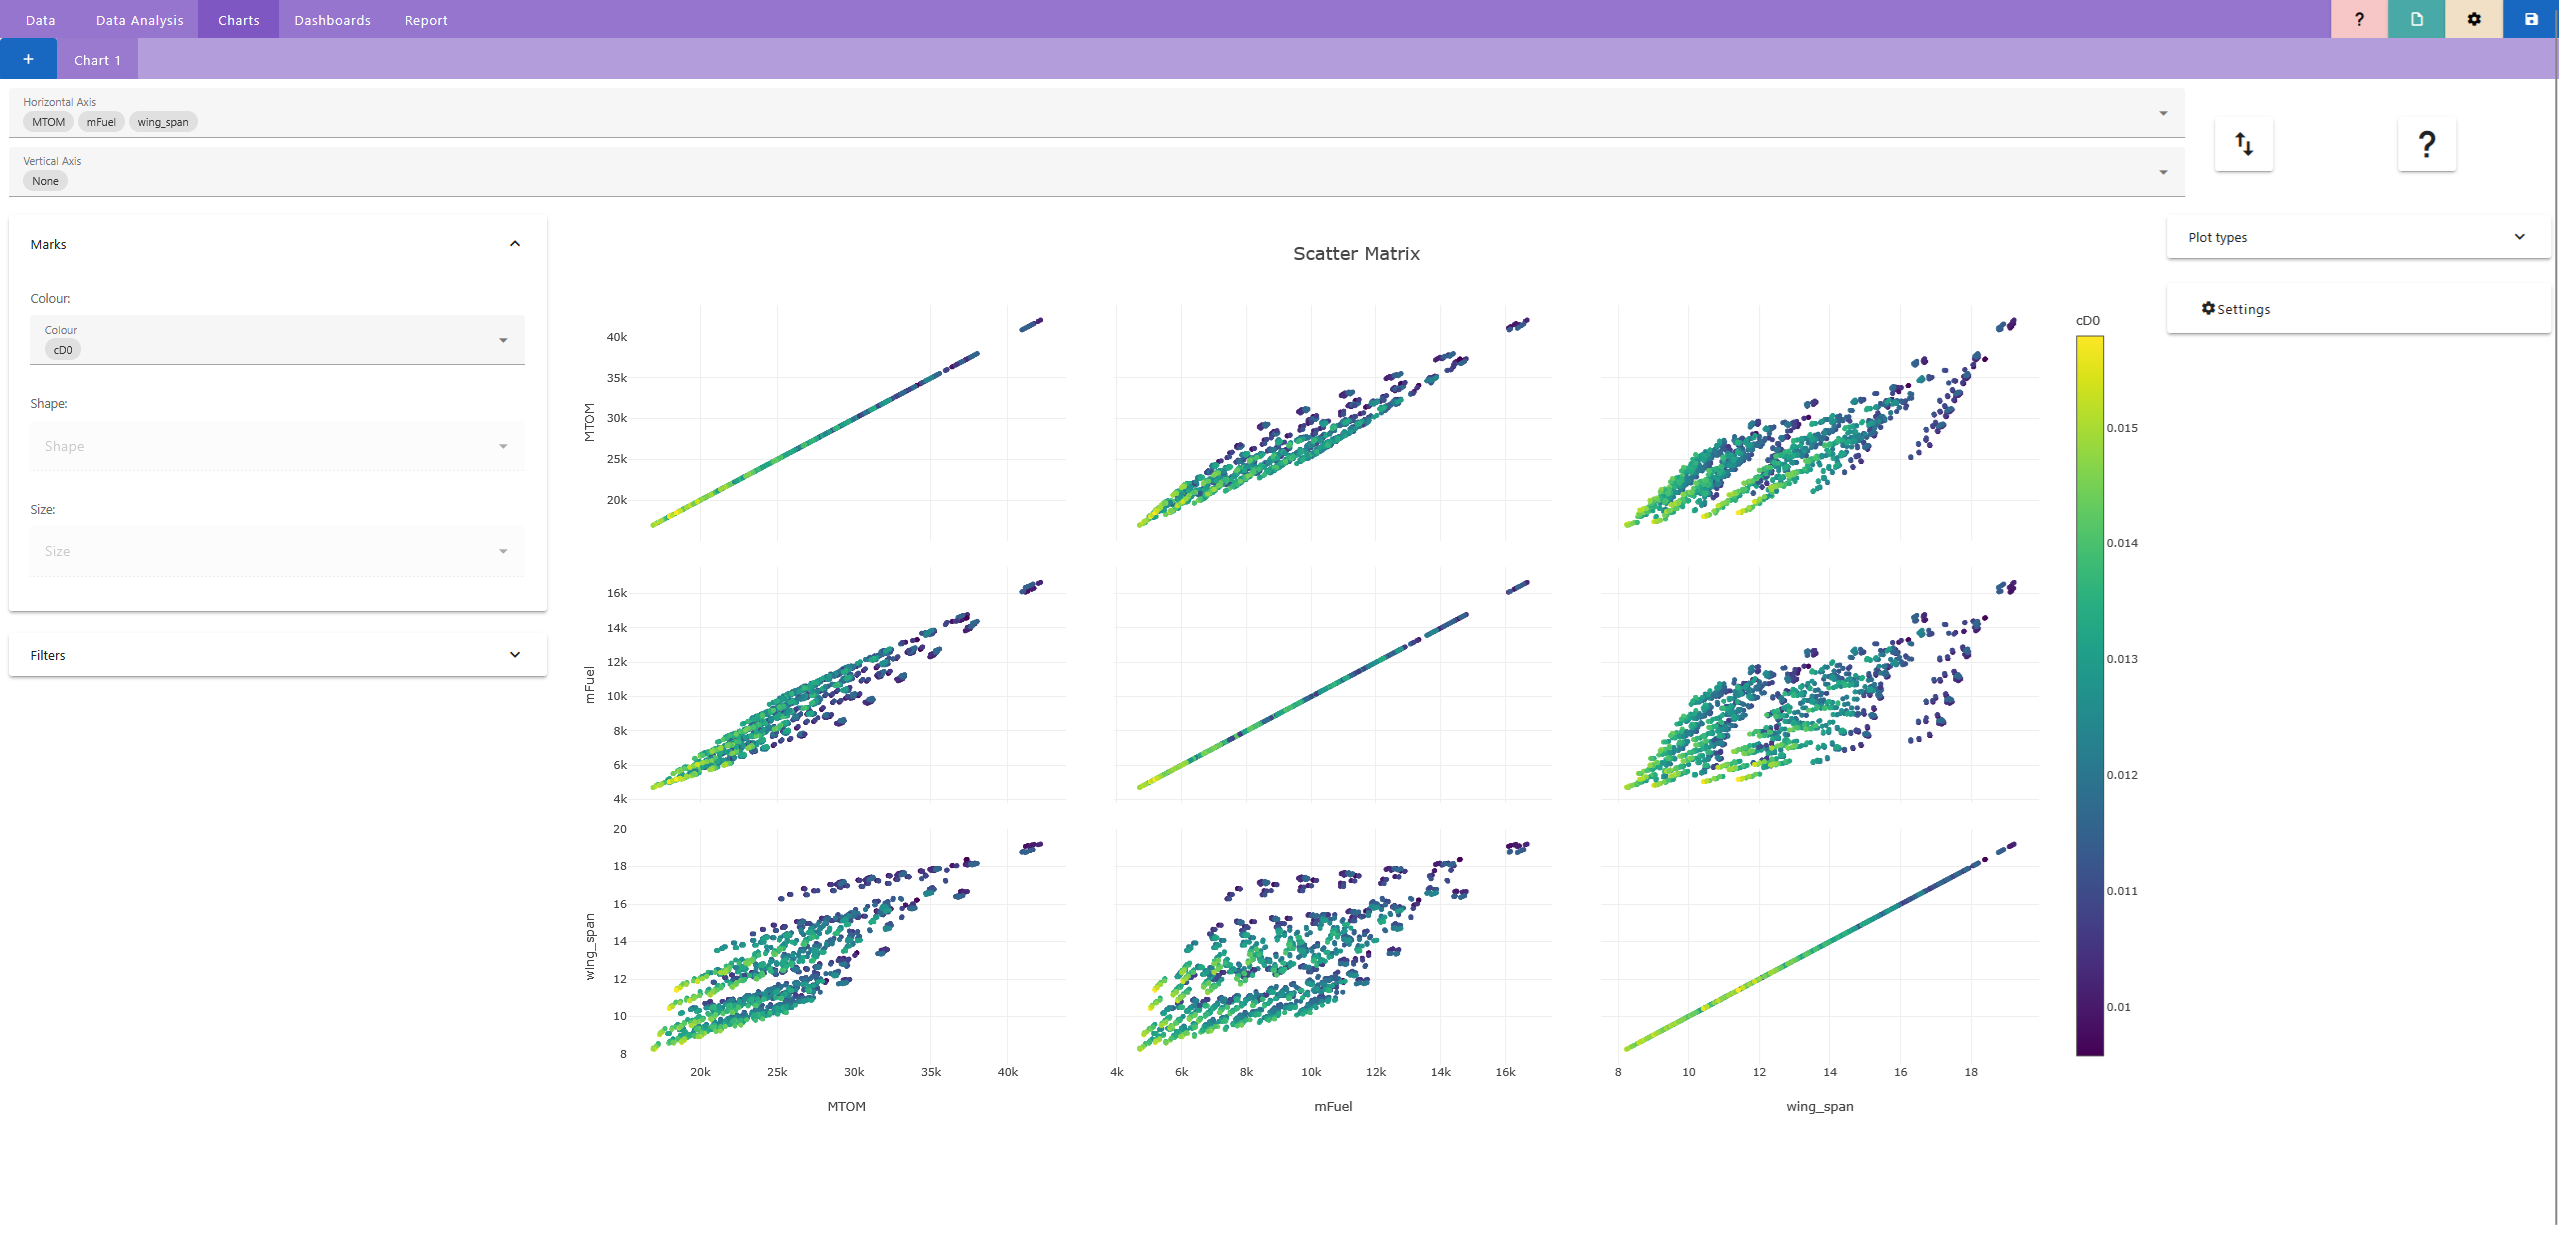 Data Data Analysis Charts Dashboards Report ?
+ Chart 1
Horizontal Axis
MTOM mFuel wing_span
Vertical Axis
None
?
Marks
Colour:
Colour
cD0
Shape:
Shape
Size:
Size
Filters
Scatter Matrix
MTOM
40k
35k
30k
25k
20k
mFuel
16k
14k
12k
10k
8k
6k
4k
wing_span
20
18
16
14
12
10
8
20k 25k 30k 35k 40k 4k 6k 8k 10k 12k 14k 16k 8 10 12 14 16 18
MTOM mFuel wing_span
cD0
0.015
0.014
0.013
0.012
0.011
0.01
Plot types
Settings